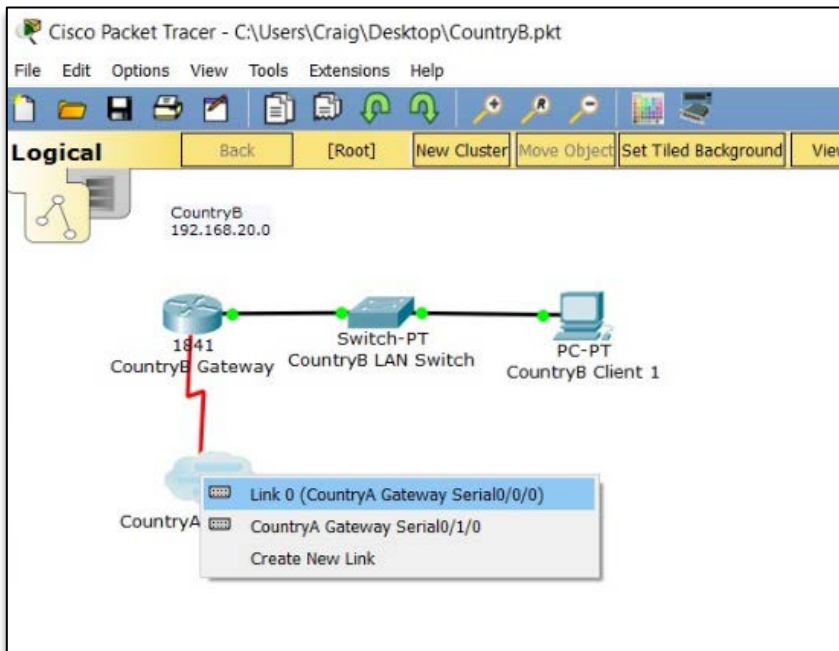 Cisco Packet Tracer - C:\Users\Craig\Desktop\CountryB.pkt
File Edit Options View Tools Extensions Help
Logical Back [Root] New Cluster Move Object Set Tiled Background
CountryB
192.168.20.0
1841
CountryB Gateway
Switch-PT
CountryB LAN Switch
PC-PT
CountryB Client 1
CountryA
Link 0 (CountryA Gateway Serial0/0/0)
CountryA Gateway Serial0/1/0
Create New Link